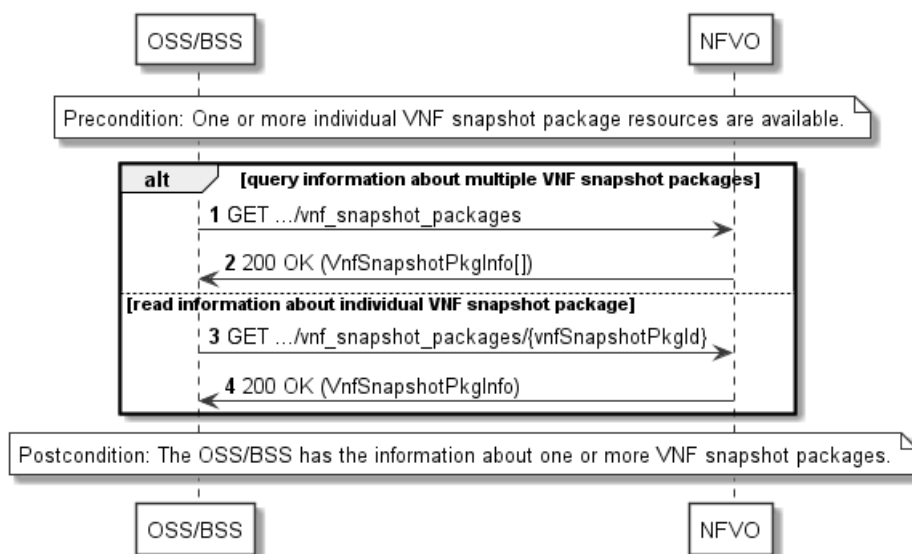 OSS/BSS
NFVO
Precondition: One or more individual VNF snapshot package resources are available.
alt
[query information about multiple VNF snapshot packages]
1 GET .../vnf_snapshot_packages
2 200 OK (VnfSnapshotPkgInfo[])
[read information about individual VNF snapshot package]
3 GET .../vnf_snapshot_packages/{vnfSnapshotPkgId}
4 200 OK (VnfSnapshotPkgInfo)
Postcondition: The OSS/BSS has the information about one or more VNF snapshot packages.
OSS/BSS
NFVO